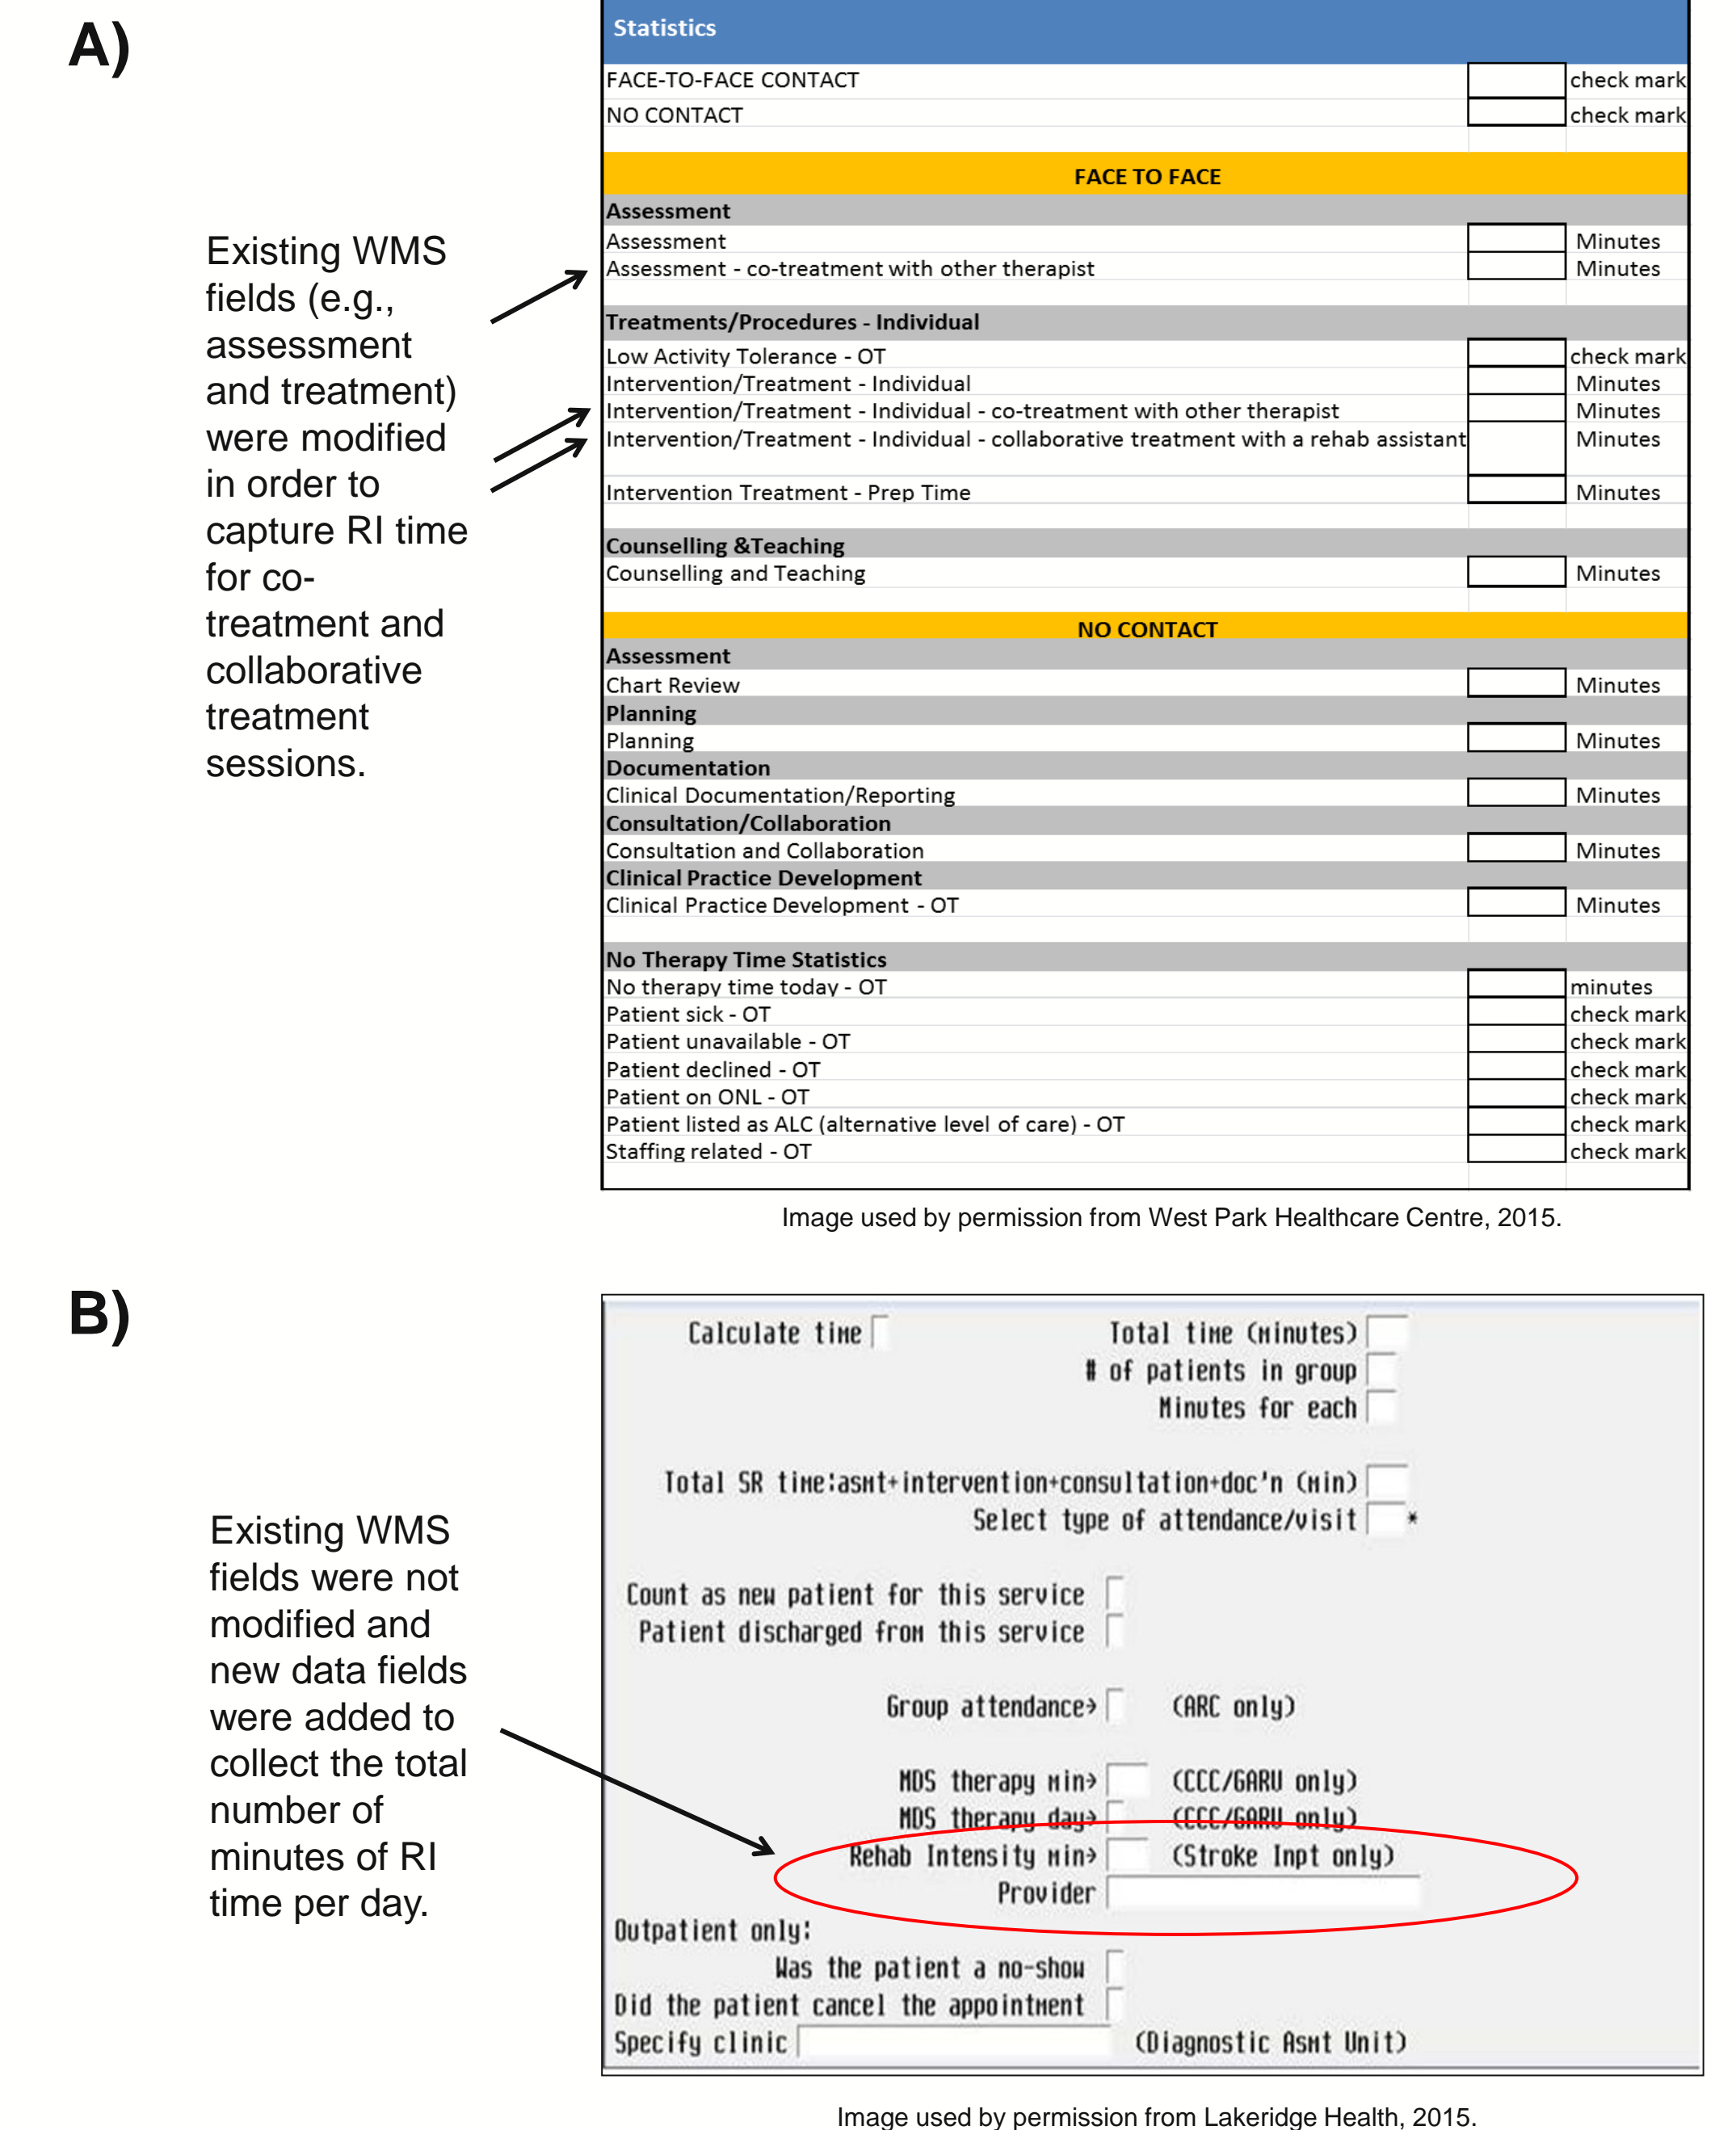 A)
Statistics
FACE-TO-FACE CONTACT check mark
NO CONTACT check mark
FACE TO FACE
Assessment
Assessment Minutes
Assessment - co-treatment with other therapist Minutes
Treatments/Procedures - Individual
Low Activity Tolerance - OT check mark
Intervention/Treatment - Individual Minutes
Intervention/Treatment - Individual - co-treatment with other therapist Minutes
Intervention/Treatment - Individual - collaborative treatment with a rehab assistant Minutes
Intervention Treatment - Prep Time Minutes
Counselling &Teaching
Counselling and Teaching Minutes
NO CONTACT
Assessment
Chart Review Minutes
Planning
Planning Minutes
Documentation
Clinical Documentation/Reporting Minutes
Consultation/Collaboration
Consultation and Collaboration Minutes
Clinical Practice Development
Clinical Practice Development - OT Minutes
No Therapy Time Statistics
No therapy time today - OT minutes
Patient sick - OT check mark
Patient unavailable - OT check mark
Patient declined - OT check mark
Patient on ONL - OT check mark
Patient listed as ALC (alternative level of care) - OT check mark
Staffing related - OT check mark
Existing WMS
fields (e.g.,
assessment
and treatment)
were modified
in order to
capture RI time
for co-
treatment and
collaborative
treatment
sessions.
Image used by permission from West Park Healthcare Centre, 2015.
B)
Calculate time Total time (minutes)
# of patients in group
Minutes for each
Total SR time:asmt+intervention+consultation+doc'n (min)
Select type of attendance/visit *
Count as new patient for this service
Patient discharged from this service
Group attendance> (ARC only)
MDS therapy min> (CCC/GARU only)
MDS therapy day> (CCC/GARU only)
Rehab Intensity min> (Stroke Inpt only)
Provider
Outpatient only:
Was the patient a no-show
Did the patient cancel the appointment
Specify clinic (Diagnostic Asmt Unit)
Existing WMS
fields were not
modified and
new data fields
were added to
collect the total
number of
minutes of RI
time per day.
Image used by permission from Lakeridge Health, 2015.